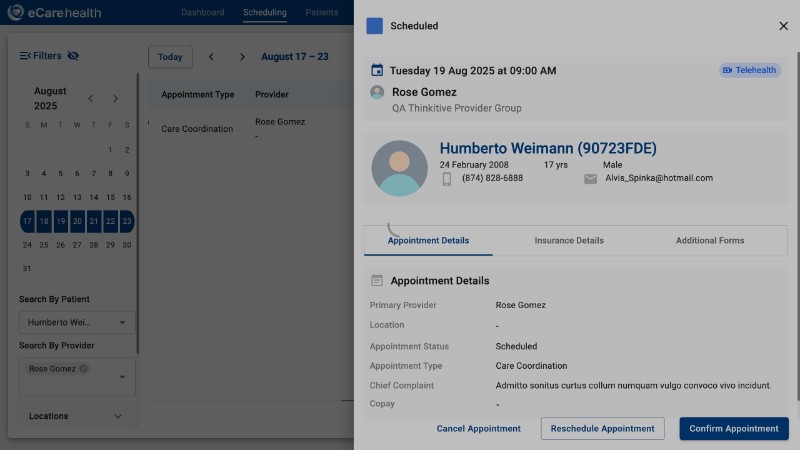 eCarehealth
Dashboard
Scheduling
Patients
Filters
Today
August 17 – 23
August
2025
S M T W T F S
1 2
3 4 5 6 7 8 9
10 11 12 13 14 15 16
17 18 19 20 21 22 23
24 25 26 27 28 29 30
31
Search By Patient
Humberto Wei...
Search By Provider
Rose Gomez
Locations
Appointment Type Provider
Care Coordination
Rose Gomez
-
Scheduled
Tuesday 19 Aug 2025 at 09:00 AM
Telehealth
Rose Gomez
QA Thinkitive Provider Group
Humberto Weimann (90723FDE)
24 February 2008 17 yrs Male
(874) 828-6888 Alvis_Spinka@hotmail.com
Appointment Details Insurance Details Additional Forms
Appointment Details
Primary Provider Rose Gomez
Location -
Appointment Status Scheduled
Appointment Type Care Coordination
Chief Complaint Admitto sonitus curtus collum numquam vulgo convoco vivo incidunt.
Copay -
Cancel Appointment Reschedule Appointment Confirm Appointment